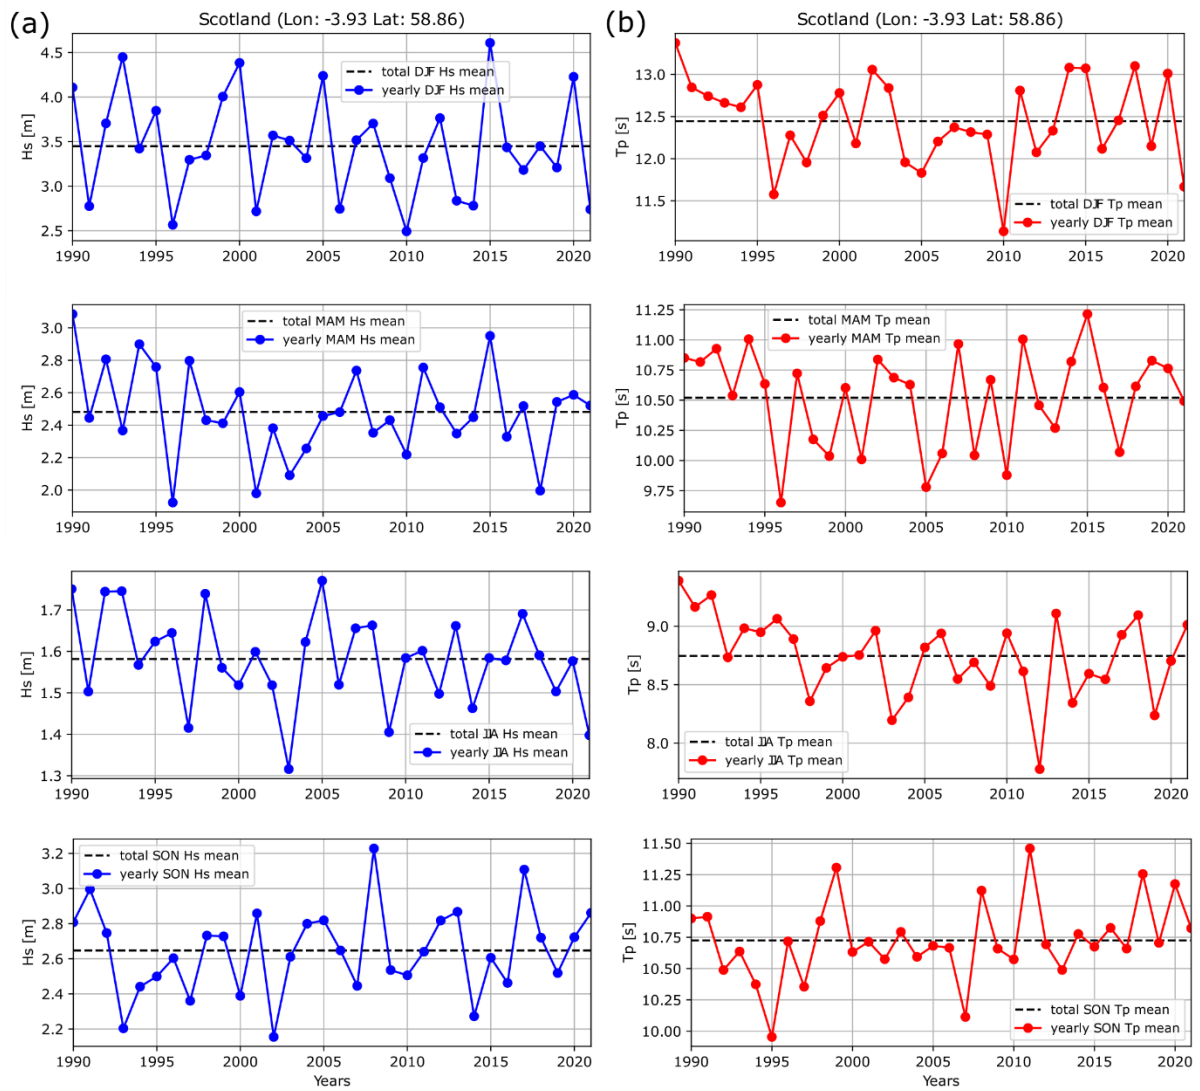 (a)
Scotland (Lon: -3.93 Lat: 58.86)
(b)
Scotland (Lon: -3.93 Lat: 58.86)
Hs [m]
4.5
4.0
3.5
3.0
2.5
total DJF Hs mean
yearly DJF Hs mean
1990 1995 2000 2005 2010 2015 2020
Tp [s]
13.0
12.5
12.0
11.5
total DJF Tp mean
yearly DJF Tp mean
1990 1995 2000 2005 2010 2015 2020
Hs [m]
3.0
2.8
2.6
2.4
2.2
2.0
total MAM Hs mean
yearly MAM Hs mean
1990 1995 2000 2005 2010 2015 2020
Tp [s]
11.25
11.00
10.75
10.50
10.25
10.00
9.75
total MAM Tp mean
yearly MAM Tp mean
1990 1995 2000 2005 2010 2015 2020
Hs [m]
1.7
1.6
1.5
1.4
1.3
total JJA Hs mean
yearly JJA Hs mean
1990 1995 2000 2005 2010 2015 2020
Tp [s]
9.0
8.5
8.0
total JJA Tp mean
yearly JJA Tp mean
1990 1995 2000 2005 2010 2015 2020
Hs [m]
3.2
3.0
2.8
2.6
2.4
2.2
total SON Hs mean
yearly SON Hs mean
1990 1995 2000 2005 2010 2015 2020
Years
Tp [s]
11.50
11.25
11.00
10.75
10.50
10.25
10.00
total SON Tp mean
yearly SON Tp mean
1990 1995 2000 2005 2010 2015 2020
Years